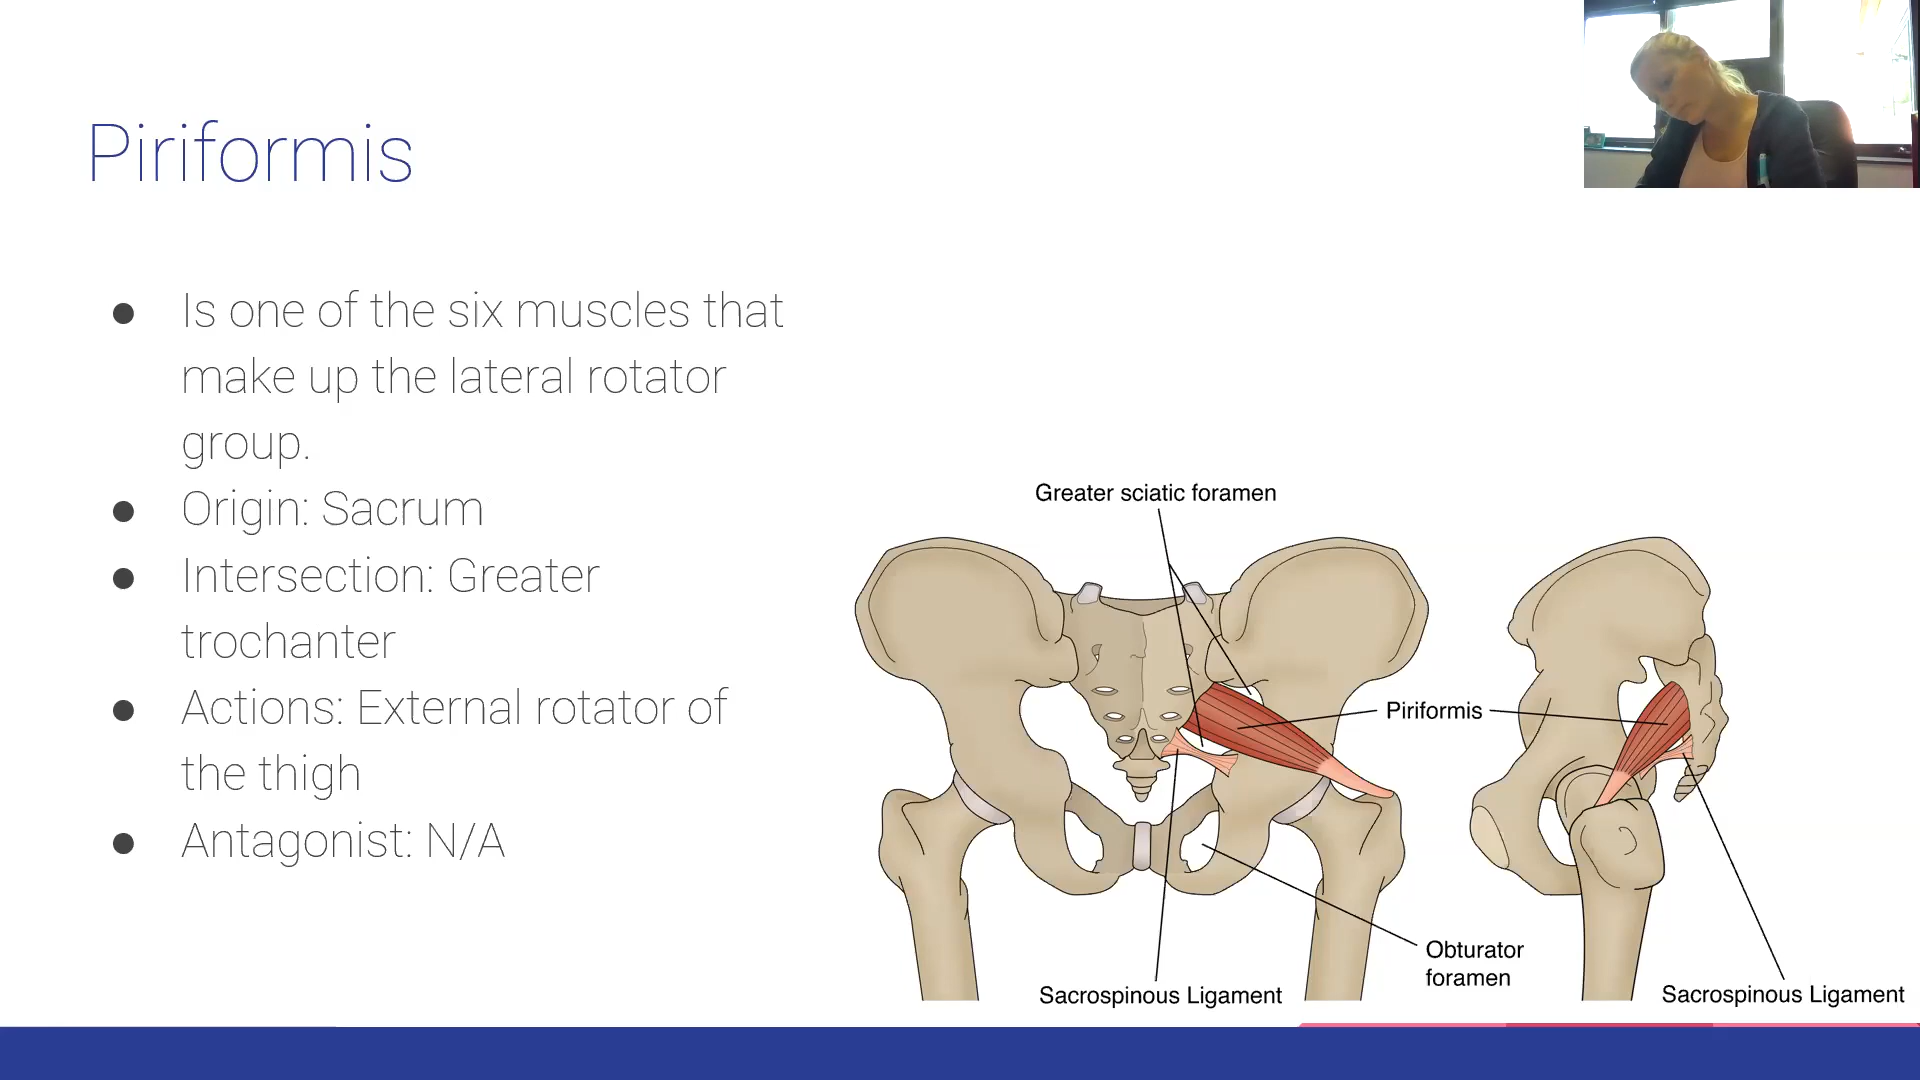 Piriformis
● Is one of the six muscles that
make up the lateral rotator
group.
● Origin: Sacrum
● Intersection: Greater
trochanter
● Actions: External rotator of
the thigh
● Antagonist: N/A
Greater sciatic foramen
Piriformis
Obturator
foramen
Sacrospinous Ligament
Sacrospinous Ligament